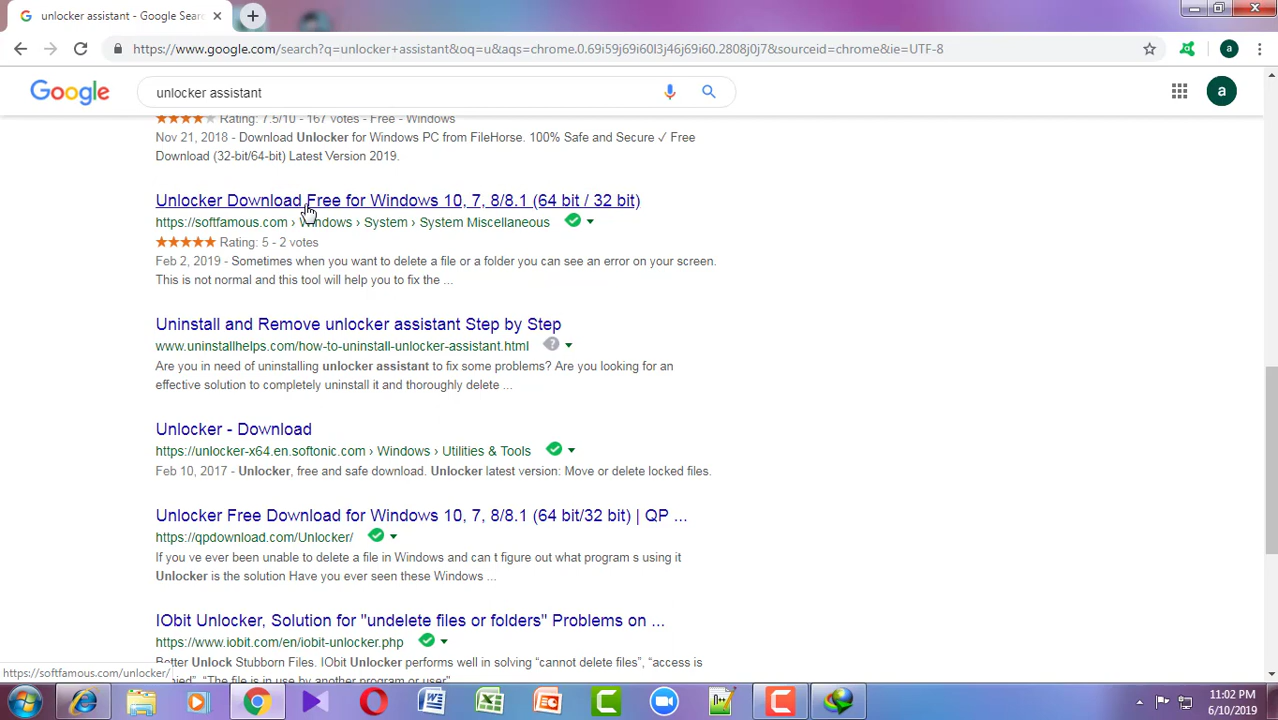 unlocker assistant - Google Sear
https://www.google.com/search?q=unlocker+assistant&oq=u&aqs=chrome.0.69i59j69i60l3j46j69i60.2808j0j7&sourceid=chrome&ie=UTF-8
a
Google
unlocker assistant
a
Rating: 7.5/10 - 167 votes - Free - Windows
Nov 21, 2018 - Download Unlocker for Windows PC from FileHorse. 100% Safe and Secure ✓ Free
Download (32-bit/64-bit) Latest Version 2019.
Unlocker Download Free for Windows 10, 7, 8/8.1 (64 bit / 32 bit)
https://softfamous.com › Windows › System › System Miscellaneous
Rating: 5 - 2 votes
Feb 2, 2019 - Sometimes when you want to delete a file or a folder you can see an error on your screen.
This is not normal and this tool will help you to fix the ...
Uninstall and Remove unlocker assistant Step by Step
www.uninstallhelps.com/how-to-uninstall-unlocker-assistant.html
Are you in need of uninstalling unlocker assistant to fix some problems? Are you looking for an
effective solution to completely uninstall it and thoroughly delete ...
Unlocker - Download
https://unlocker-x64.en.softonic.com › Windows › Utilities & Tools
Feb 10, 2017 - Unlocker, free and safe download. Unlocker latest version: Move or delete locked files.
Unlocker Free Download for Windows 10, 7, 8/8.1 (64 bit/32 bit) | QP ...
https://qpdownload.com/Unlocker/
If you ve ever been unable to delete a file in Windows and can t figure out what program s using it
Unlocker is the solution Have you ever seen these Windows ...
IObit Unlocker, Solution for "undelete files or folders" Problems on ...
https://www.iobit.com/en/iobit-unlocker.php
Better Unlock Stubborn Files. IObit Unlocker performs well in solving “cannot delete files”, “access is
denied”, “The file is in use by another program or user”
https://softfamous.com/unlocker/
11:02 PM
6/10/2019